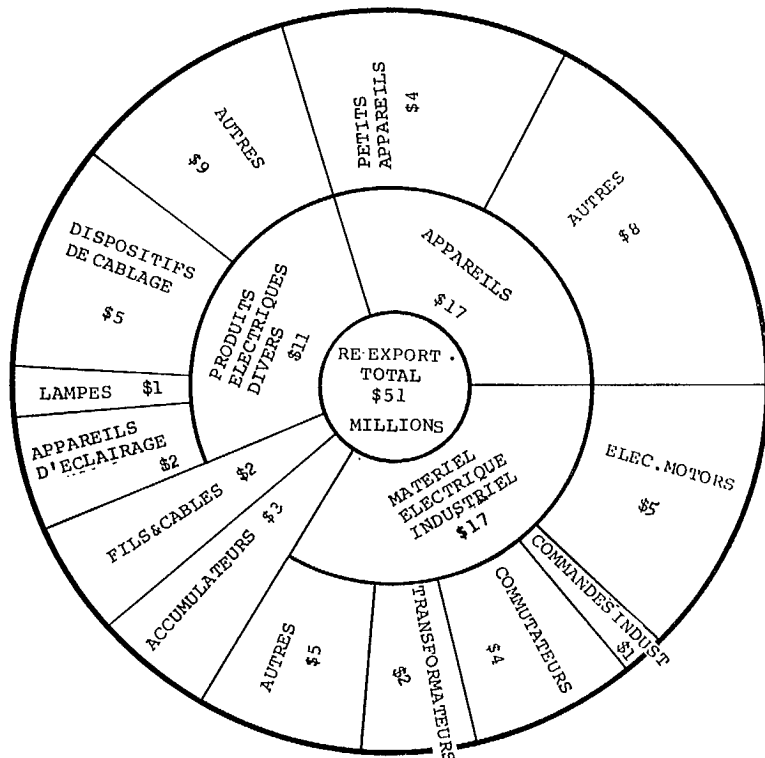 RE-EXPORT
TOTAL
$51
MILLIONS
APPAREILS
$17
PETITS
APPAREILS
$4
AUTRES
$8
MATERIEL
ELECTRIQUE
INDUSTRIEL
$17
ELEC.MOTORS
$5
COMMANDES INDUST
$1
COMMUTATEURS
$4
TRANSFORMATEURS
$2
AUTRES
$5
ACCUMULATEURS $3
FILS&CABLES $2
PRODUITS
ELECTRIQUES
DIVERS $11
APPAREILS
D'ECLAIRAGE
$2
LAMPES $1
DISPOSITIFS
DE CABLAGE
$5
AUTRES
$9